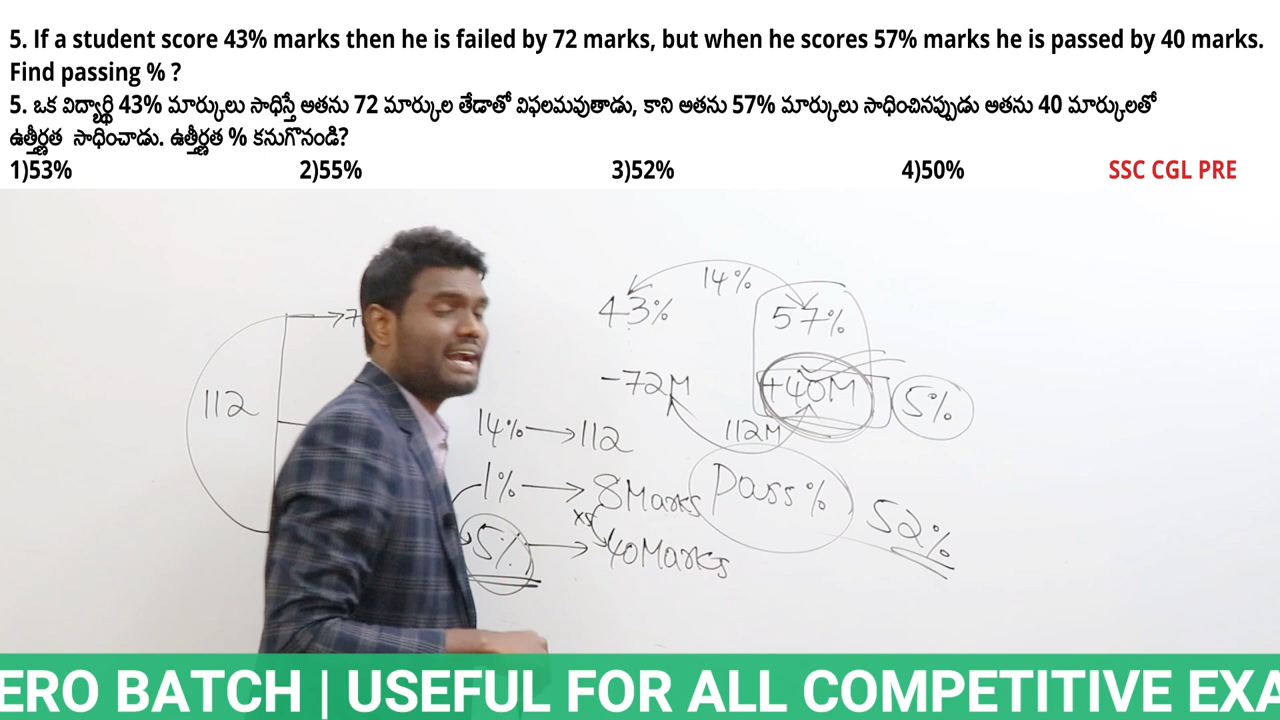 5. If a student score 43% marks then he is failed by 72 marks, but when he scores 57% marks he is passed by 40 marks.
Find passing % ?
5. ఒక విద్యార్థి 43% మార్కులు సాధిస్తే అతను 72 మార్కుల తేడాతో విఫలమవుతాడు, కాని అతను 57% మార్కులు సాధించినప్పుడు అతను 40 మార్కులతో
ఉత్తీర్ణత సాధించాడు. ఉత్తీర్ణత % కనుగొనండి?
1)53% 2)55% 3)52% 4)50% SSC CGL PRE
14%
43% 57%
7
-72M +40M 5%
112
112M
14% → 112
1% → 8 Marks
Pass %
52%
x5
5% → 40 Marks
ERO BATCH | USEFUL FOR ALL COMPETITIVE EXA